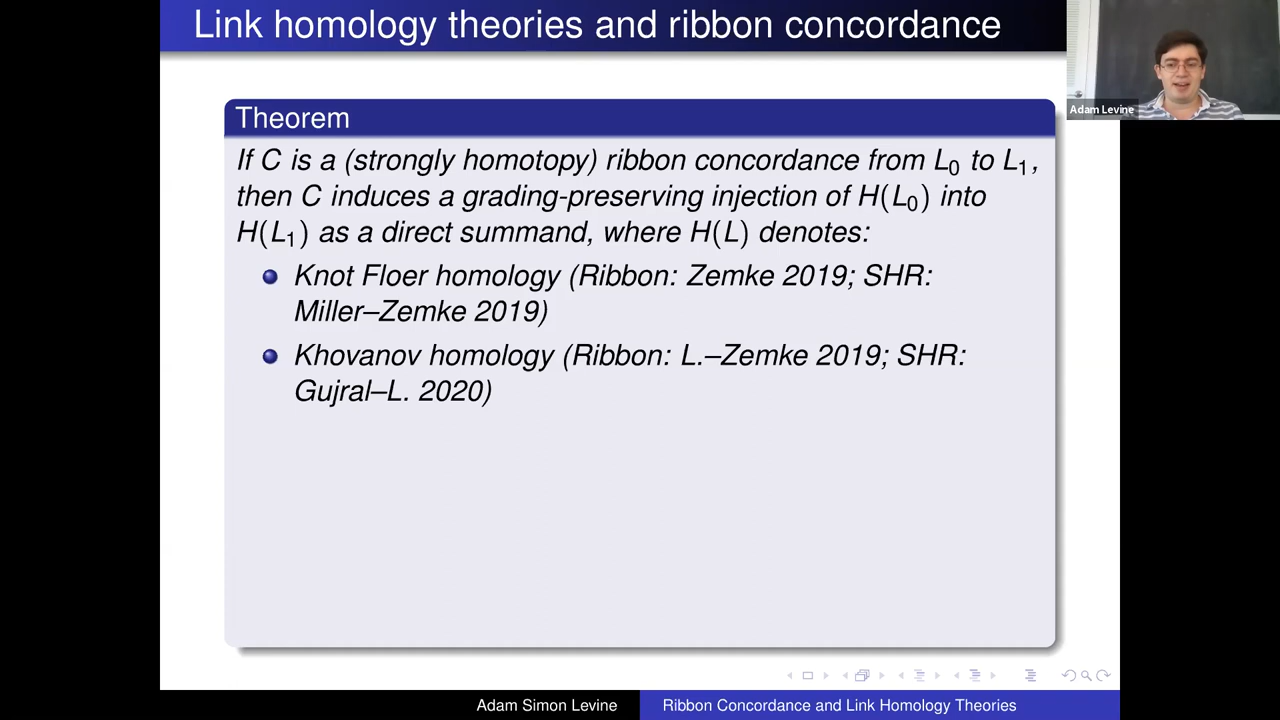 Link homology theories and ribbon concordance
Adam Levine
Theorem
If C is a (strongly homotopy) ribbon concordance from L₀ to L₁,
then C induces a grading-preserving injection of H(L₀) into
H(L₁) as a direct summand, where H(L) denotes:
Knot Floer homology (Ribbon: Zemke 2019; SHR:
Miller–Zemke 2019)
Khovanov homology (Ribbon: L.–Zemke 2019; SHR:
Gujral–L. 2020)
Adam Simon Levine
Ribbon Concordance and Link Homology Theories